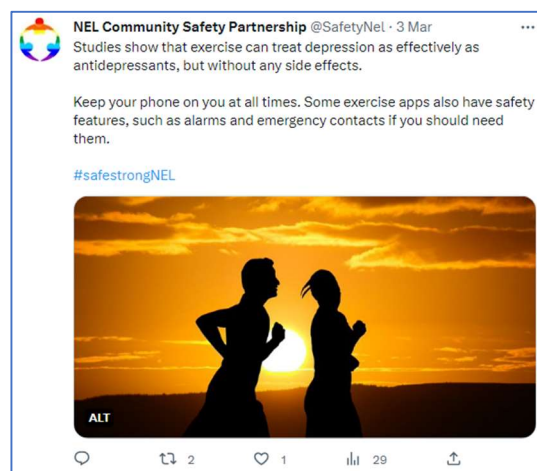 NEL Community Safety Partnership @SafetyNel · 3 Mar
Studies show that exercise can treat depression as effectively as
antidepressants, but without any side effects.
Keep your phone on you at all times. Some exercise apps also have safety
features, such as alarms and emergency contacts if you should need
them.
#safestrongNEL
ALT
2 1 29